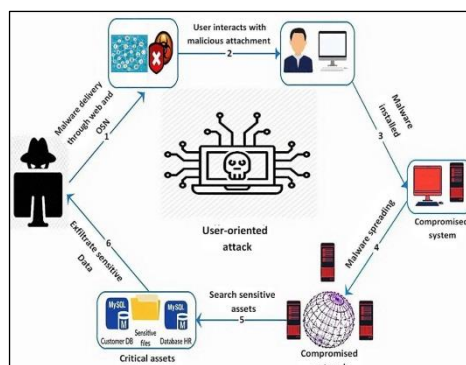 Malware delivery
through web and
OSN
1
User interacts with
malicious attachment
2
Malware
installed
3
Compromised
system
Malware spreading
4
Compromised
Search sensitive
assets
5
MySQL
Customer DB
Sensitive
files
MySQL
Database HR
Critical assets
6
Exfiltrate sensitive
Data
User-oriented
attack